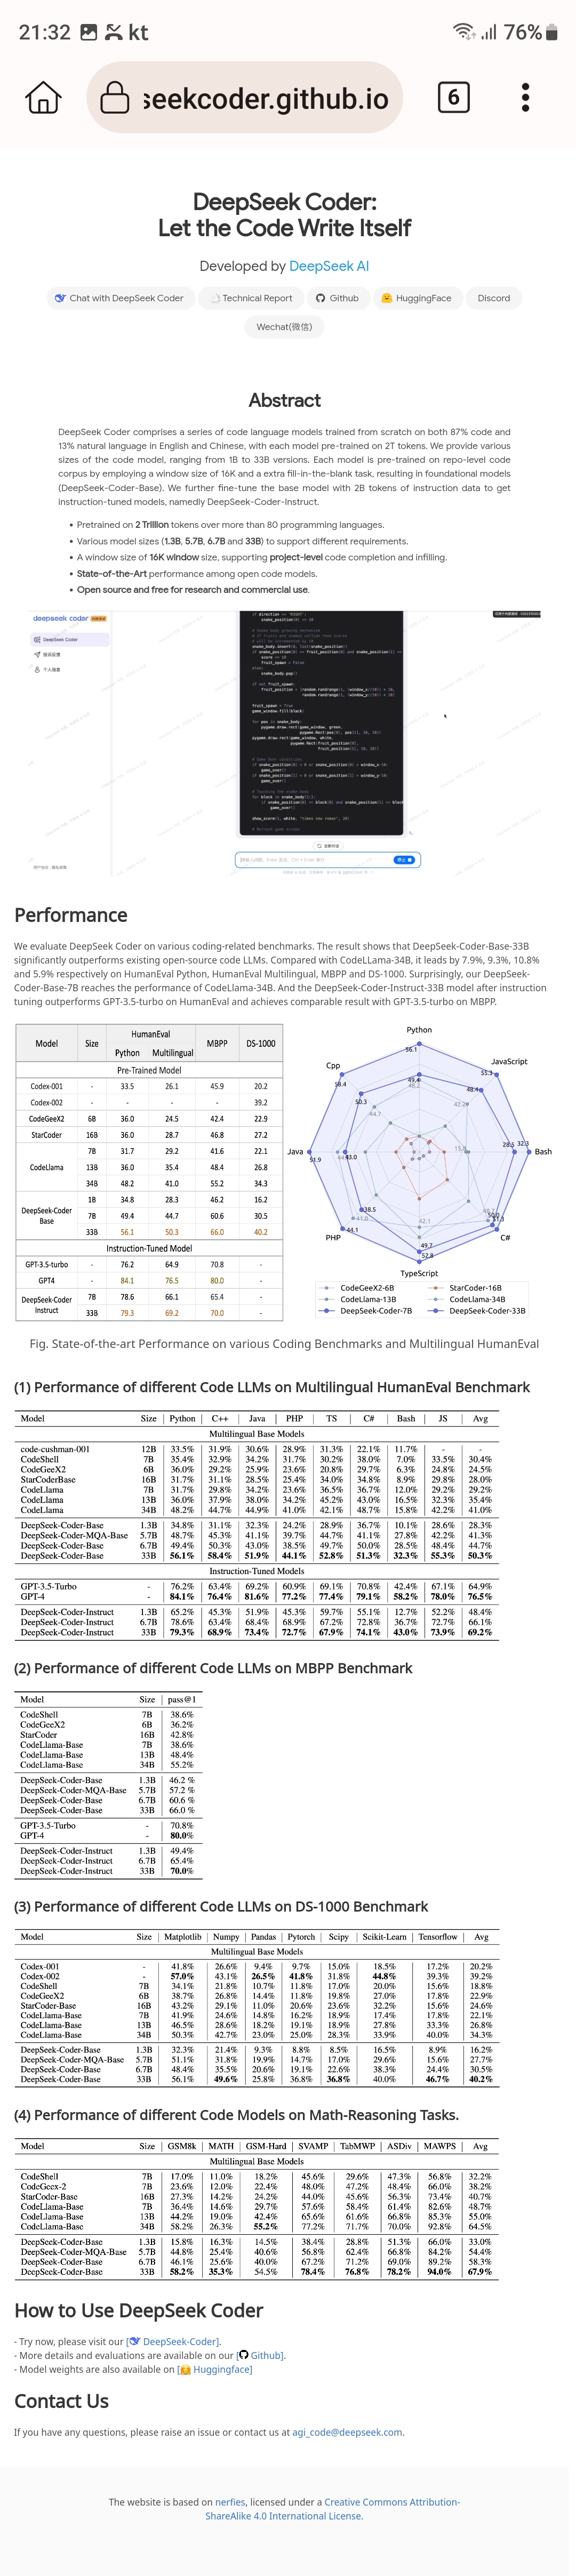 21:32 kt 76%
seekcoder.github.io 6
DeepSeek Coder:
Let the Code Write Itself
Developed by DeepSeek AI
Chat with DeepSeek Coder Technical Report Github HuggingFace Discord
Wechat(微信)
Abstract
DeepSeek Coder comprises a series of code language models trained from scratch on both 87% code and
13% natural language in English and Chinese, with each model pre-trained on 2T tokens. We provide various
sizes of the code model, ranging from 1B to 33B versions. Each model is pre-trained on repo-level code
corpus by employing a window size of 16K and a extra fill-in-the-blank task, resulting in foundational models
(DeepSeek-Coder-Base). We further fine-tune the base model with 2B tokens of instruction data to get
instruction-tuned models, namedly DeepSeek-Coder-Instruct.
• Pretrained on 2 Trillion tokens over more than 80 programming languages.
• Various model sizes (1.3B, 5.7B, 6.7B and 33B) to support different requirements.
• A window size of 16K window size, supporting project-level code completion and infilling.
• State-of-the-Art performance among open code models.
• Open source and free for research and commercial use.
deepseek coder
DeepSeek Coder
Performance
We evaluate DeepSeek Coder on various coding-related benchmarks. The result shows that DeepSeek-Coder-Base-33B
significantly outperforms existing open-source code LLMs. Compared with CodeLLama-34B, it leads by 7.9%, 9.3%, 10.8%
and 5.9% respectively on HumanEval Python, HumanEval Multilingual, MBPP and DS-1000. Surprisingly, our DeepSeek-
Coder-Base-7B reaches the performance of CodeLlama-34B. And the DeepSeek-Coder-Instruct-33B model after instruction
tuning outperforms GPT-3.5-turbo on HumanEval and achieves comparable result with GPT-3.5-turbo on MBPP.
Model Size HumanEval MBPP DS-1000
Python Multilingual
Pre-Trained Model
Codex-001 - 33.5 26.1 45.9 20.2
Codex-002 - - - - 39.2
CodeGeeX2 6B 36.0 24.5 42.4 22.9
StarCoder 16B 36.0 28.7 46.8 27.2
CodeLlama 7B 31.7 29.2 41.6 22.1
13B 36.0 35.4 48.4 26.8
34B 48.2 41.0 55.2 34.3
DeepSeek-Coder Base 1B 34.8 28.3 46.2 16.2
7B 49.4 44.7 60.6 30.5
33B 56.1 50.3 66.0 40.2
Instruction-Tuned Model
GPT-3.5-turbo - 76.2 64.9 70.8 -
GPT4 - 84.1 76.5 80.0 -
DeepSeek-Coder Instruct 7B 78.6 66.1 65.4 -
33B 79.3 69.2 70.0 -
Python
56.1
Cpp 58.4 49.4 48.2 55.3 JavaScript
50.3 48.4
44.7 42.2
Java 51.9 43.0 15.8 28.5 32.3 Bash
38.5
PHP 44.1 41.0 42.1 50.0 51.3 C#
49.7
52.8
TypeScript
CodeGeeX2-6B StarCoder-16B
CodeLlama-13B CodeLlama-34B
DeepSeek-Coder-7B DeepSeek-Coder-33B
Fig. State-of-the-art Performance on various Coding Benchmarks and Multilingual HumanEval
(1) Performance of different Code LLMs on Multilingual HumanEval Benchmark
Model Size Python C++ Java PHP TS C# Bash JS Avg
Multilingual Base Models
code-cushman-001 12B 33.5% 31.9% 30.6% 28.9% 31.3% 22.1% 11.7% - -
CodeShell 7B 35.4% 32.9% 34.2% 31.7% 30.2% 38.0% 7.0% 33.5% 30.4%
CodeGeeX2 6B 36.0% 29.2% 25.9% 23.6% 20.8% 29.7% 6.3% 24.8% 24.5%
StarCoderBase 16B 31.7% 31.1% 28.5% 25.4% 34.0% 34.8% 8.9% 29.8% 28.0%
CodeLlama 7B 31.7% 29.8% 34.2% 23.6% 36.5% 36.7% 12.0% 29.2% 29.2%
CodeLlama 13B 36.0% 37.9% 38.0% 34.2% 45.2% 43.0% 16.5% 32.3% 35.4%
CodeLlama 34B 48.2% 44.7% 44.9% 41.0% 42.1% 48.7% 15.8% 42.2% 41.0%
DeepSeek-Coder-Base 1.3B 34.8% 31.1% 32.3% 24.2% 28.9% 36.7% 10.1% 28.6% 28.3%
DeepSeek-Coder-MQA-Base 5.7B 48.7% 45.3% 41.1% 39.7% 44.7% 41.1% 27.8% 42.2% 41.3%
DeepSeek-Coder-Base 6.7B 49.4% 50.3% 43.0% 38.5% 49.7% 50.0% 28.5% 48.4% 44.7%
DeepSeek-Coder-Base 33B 56.1% 58.4% 51.9% 44.1% 52.8% 51.3% 32.3% 55.3% 50.3%
Instruction-Tuned Models
GPT-3.5-Turbo - 76.2% 63.4% 69.2% 60.9% 69.1% 70.8% 42.4% 67.1% 64.9%
GPT-4 - 84.1% 76.4% 81.6% 77.2% 77.4% 79.1% 58.2% 78.0% 76.5%
DeepSeek-Coder-Instruct 1.3B 65.2% 45.3% 51.9% 45.3% 59.7% 55.1% 12.7% 52.2% 48.4%
DeepSeek-Coder-Instruct 6.7B 78.6% 63.4% 68.4% 68.9% 67.2% 72.8% 36.7% 72.7% 66.1%
DeepSeek-Coder-Instruct 33B 79.3% 68.9% 73.4% 72.7% 67.9% 74.1% 43.0% 73.9% 69.2%
(2) Performance of different Code LLMs on MBPP Benchmark
Model Size pass@1
CodeShell 7B 38.6%
CodeGeeX2 6B 36.2%
StarCoder 16B 42.8%
CodeLlama-Base 7B 38.6%
CodeLlama-Base 13B 48.4%
CodeLlama-Base 34B 55.2%
DeepSeek-Coder-Base 1.3B 46.2 %
DeepSeek-Coder-MQA-Base 5.7B 57.2 %
DeepSeek-Coder-Base 6.7B 60.6 %
DeepSeek-Coder-Base 33B 66.0 %
GPT-3.5-Turbo - 70.8%
GPT-4 - 80.0%
DeepSeek-Coder-Instruct 1.3B 49.4%
DeepSeek-Coder-Instruct 6.7B 65.4%
DeepSeek-Coder-Instruct 33B 70.0%
(3) Performance of different Code LLMs on DS-1000 Benchmark
Model Size Matplotlib Numpy Pandas Pytorch Scipy Scikit-Learn Tensorflow Avg
Multilingual Base Models
Codex-001 - 41.8% 26.6% 9.4% 9.7% 15.0% 18.5% 17.2% 20.2%
Codex-002 - 57.0% 43.1% 26.5% 41.8% 31.8% 44.8% 39.3% 39.2%
CodeShell 7B 34.1% 21.8% 10.7% 11.8% 17.0% 20.0% 15.6% 18.8%
CodeGeeX2 6B 38.7% 26.8% 14.4% 11.8% 19.8% 27.0% 17.8% 22.9%
StarCoder-Base 16B 43.2% 29.1% 11.0% 20.6% 23.6% 32.2% 15.6% 24.6%
CodeLlama-Base 7B 41.9% 24.6% 14.8% 16.2% 18.9% 17.4% 17.8% 22.1%
CodeLlama-Base 13B 46.5% 28.6% 18.2% 19.1% 18.9% 27.8% 33.3% 26.8%
CodeLlama-Base 34B 50.3% 42.7% 23.0% 25.0% 28.3% 33.9% 40.0% 34.3%
DeepSeek-Coder-Base 1.3B 32.3% 21.4% 9.3% 8.8% 8.5% 16.5% 8.9% 16.2%
DeepSeek-Coder-MQA-Base 5.7B 51.1% 31.8% 19.9% 14.7% 17.0% 29.6% 15.6% 27.7%
DeepSeek-Coder-Base 6.7B 48.4% 35.5% 20.6% 19.1% 22.6% 38.3% 24.4% 30.5%
DeepSeek-Coder-Base 33B 56.1% 49.6% 25.8% 36.8% 36.8% 40.0% 46.7% 40.2%
(4) Performance of different Code Models on Math-Reasoning Tasks.
Model Size GSM8k MATH GSM-Hard SVAMP TabMWP ASDiv MAWPS Avg
Multilingual Base Models
CodeShell 7B 17.0% 11.0% 18.2% 45.6% 29.6% 47.3% 56.8% 32.2%
CodeGeex-2 7B 23.6% 12.0% 22.4% 48.0% 47.2% 48.4% 66.0% 38.2%
StarCoder-Base 16B 27.3% 14.2% 24.2% 44.0% 45.6% 56.3% 73.4% 40.7%
CodeLlama-Base 7B 36.4% 14.6% 29.7% 57.6% 58.4% 61.4% 82.6% 48.7%
CodeLlama-Base 13B 44.2% 19.0% 42.4% 65.6% 61.6% 66.8% 85.3% 55.0%
CodeLlama-Base 34B 58.2% 26.3% 55.2% 77.2% 71.7% 70.0% 92.8% 64.5%
DeepSeek-Coder-Base 1.3B 15.8% 16.3% 14.5% 38.4% 28.8% 51.3% 66.0% 33.0%
DeepSeek-Coder-MQA-Base 5.7B 44.8% 25.4% 40.6% 56.8% 62.4% 66.8% 84.2% 54.4%
DeepSeek-Coder-Base 6.7B 46.1% 25.6% 40.0% 67.2% 71.2% 69.0% 89.2% 58.3%
DeepSeek-Coder-Base 33B 58.2% 35.3% 54.5% 78.4% 76.8% 78.2% 94.0% 67.9%
How to Use DeepSeek Coder
- Try now, please visit our [ DeepSeek-Coder].
- More details and evaluations are available on our [ Github].
- Model weights are also available on [ Huggingface]
Contact Us
If you have any questions, please raise an issue or contact us at agi_code@deepseek.com.
The website is based on nerfies, licensed under a Creative Commons Attribution-
ShareAlike 4.0 International License.